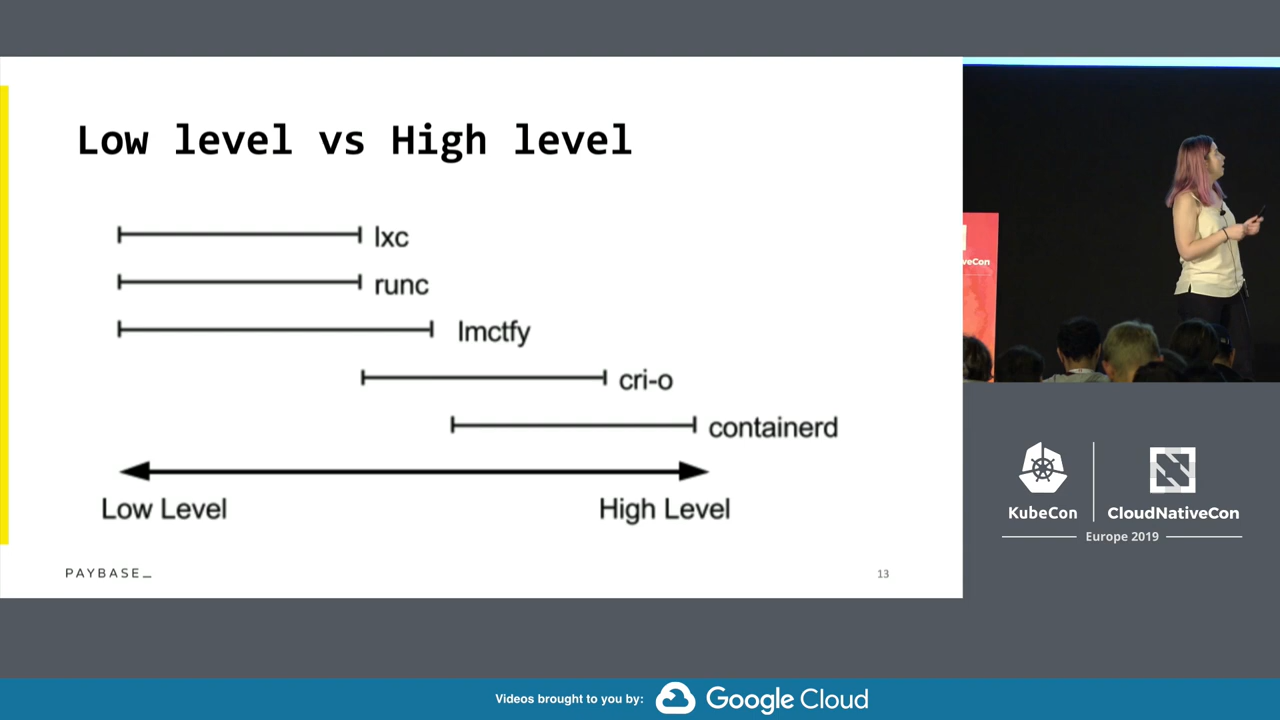 Low level vs High level
lxc
runc
lmctfy
cri-o
containerd
Low Level
High Level
PAYBASE_
13
veCon
KubeCon
CloudNativeCon
Europe 2019
Videos brought to you by:
Google Cloud